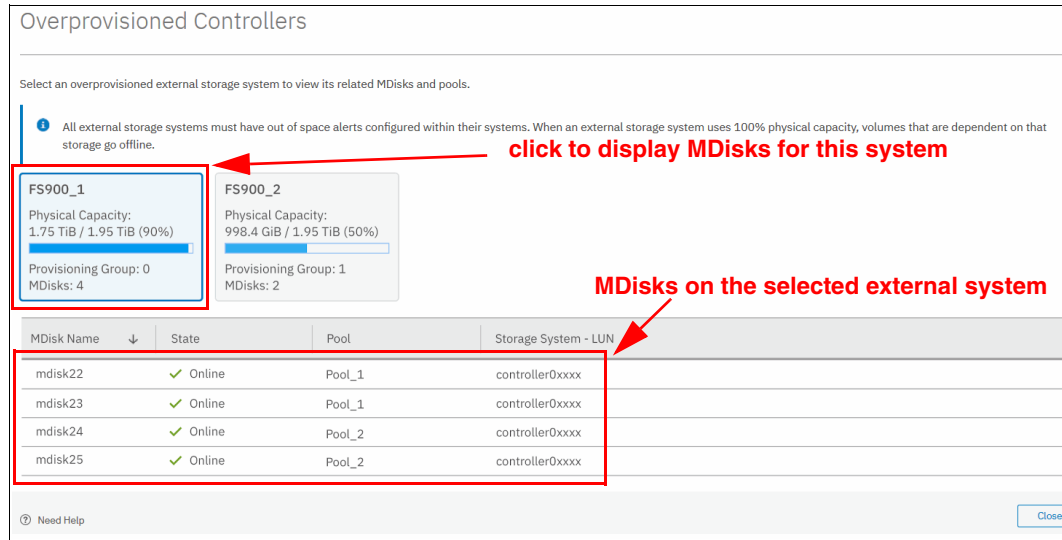 Overprovisioned Controllers
Select an overprovisioned external storage system to view its related MDisks and pools.
All external storage systems must have out of space alerts configured within their systems. When an external storage system uses 100% physical capacity, volumes that are dependent on that
storage go offline.
click to display MDisks for this system
FS900_1
Physical Capacity:
1.75 TiB / 1.95 TiB (90%)
Provisioning Group: 0
MDisks: 4
FS900_2
Physical Capacity:
998.4 GiB / 1.95 TiB (50%)
Provisioning Group: 1
MDisks: 2
MDisks on the selected external system
MDisk Name ↓ State Pool Storage System - LUN
mdisk22 Online Pool_1 controller0xxxx
mdisk23 Online Pool_1 controller0xxxx
mdisk24 Online Pool_2 controller0xxxx
mdisk25 Online Pool_2 controller0xxxx
Need Help
Close